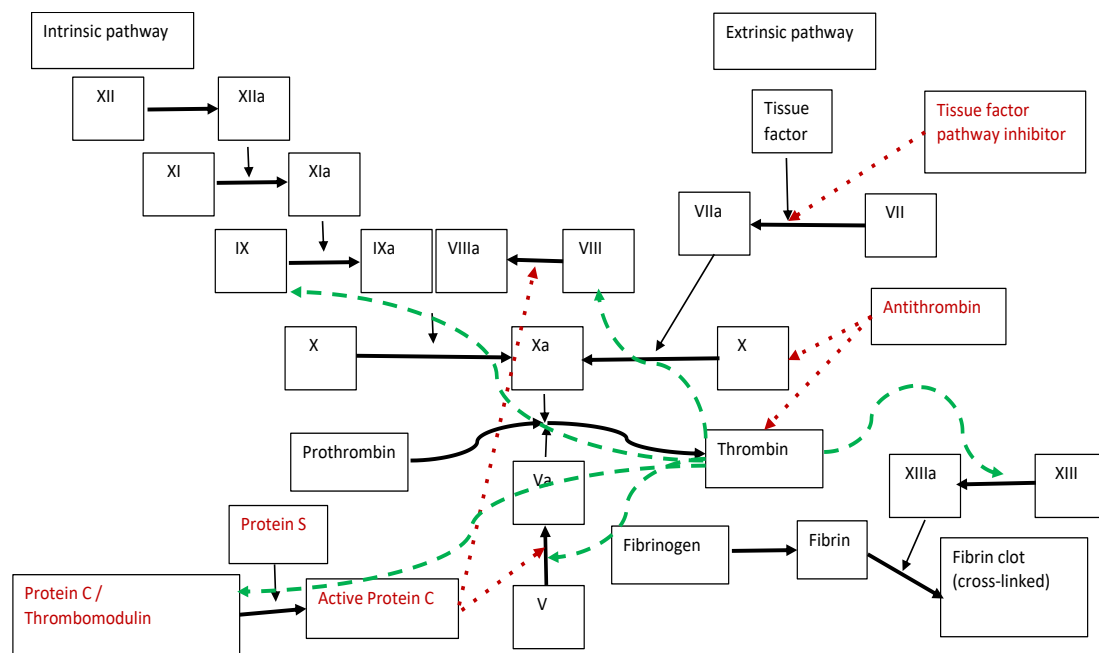 Intrinsic pathway
Extrinsic pathway
XII
XIIa
Tissue
factor
Tissue factor
pathway inhibitor
XI
XIa
VIIa
VII
IX
IXa
VIIIa
VIII
Antithrombin
X
Xa
X
Prothrombin
Thrombin
Va
XIIIa
XIII
Protein S
Fibrinogen
Fibrin
Fibrin clot
(cross-linked)
Protein C /
Thrombomodulin
Active Protein C
V